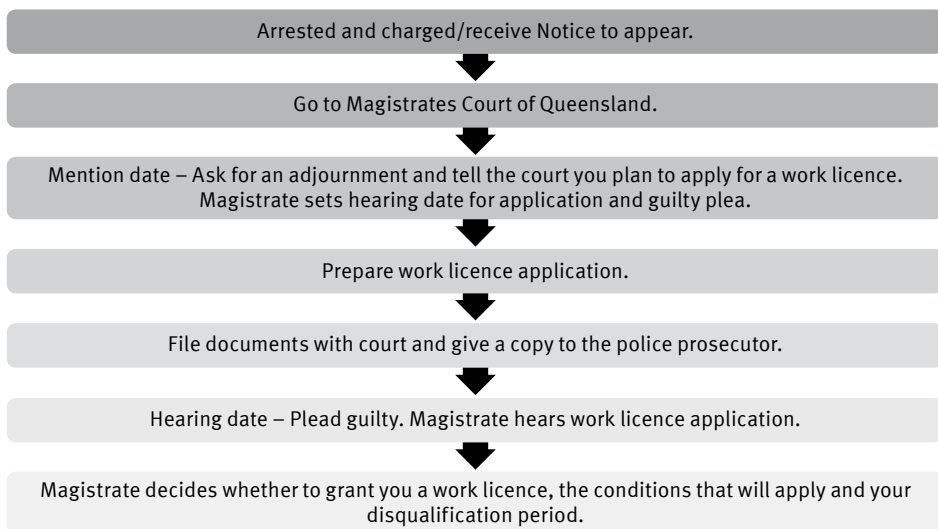 Arrested and charged/receive Notice to appear.
Go to Magistrates Court of Queensland.
Mention date – Ask for an adjournment and tell the court you plan to apply for a work licence.
Magistrate sets hearing date for application and guilty plea.
Prepare work licence application.
File documents with court and give a copy to the police prosecutor.
Hearing date – Plead guilty. Magistrate hears work licence application.
Magistrate decides whether to grant you a work licence, the conditions that will apply and your
disqualification period.